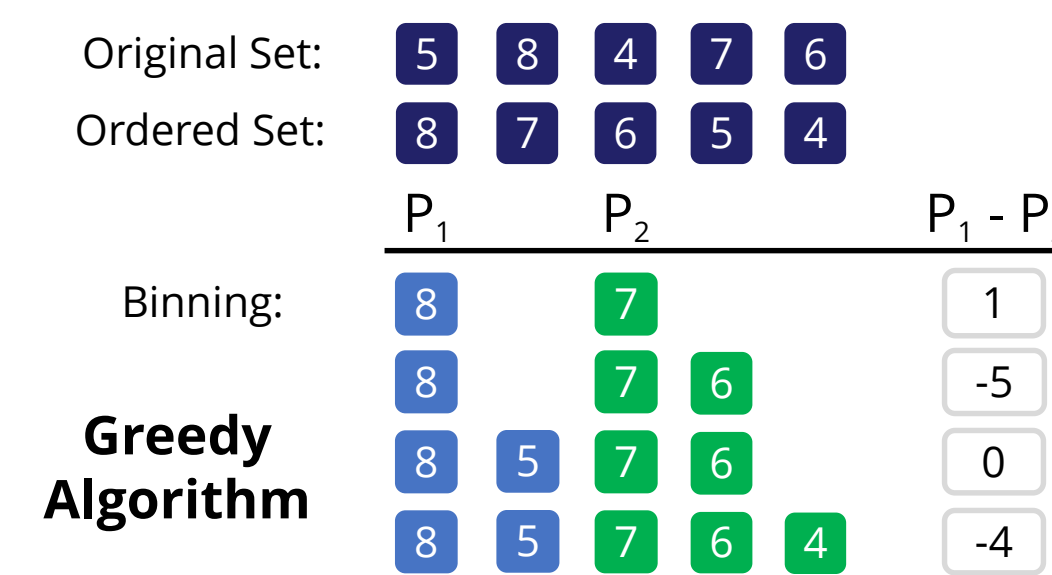 Original Set: 5 8 4 7 6
Ordered Set: 8 7 6 5 4
P₁ P₂ P₁ - P
Binning: 8 7 1
8 7 6 -5
Greedy
Algorithm
8 5 7 6 0
8 5 7 6 4 -4